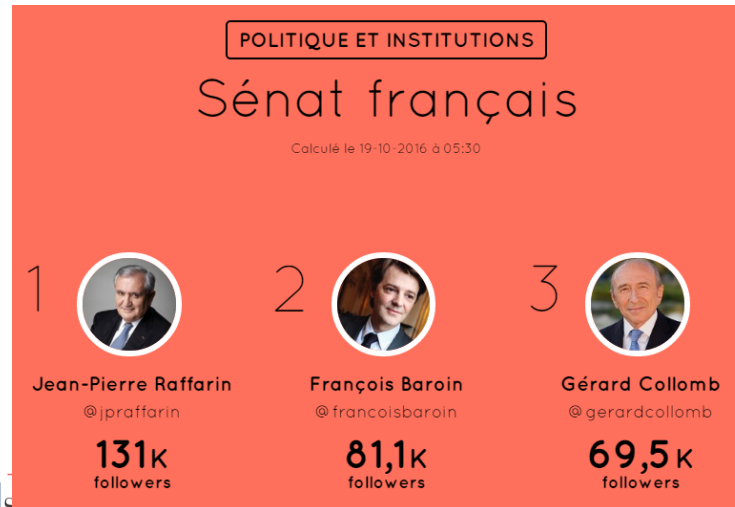 POLITIQUE ET INSTITUTIONS
Sénat français
Calculé le 19-10-2016 à 05:30
1 2 3
Jean-Pierre Raffarin François Baroin Gérard Collomb
@jpraffarin @francoisbaroin @gerardcollomb
131K 81,1K 69,5K
followers followers followers